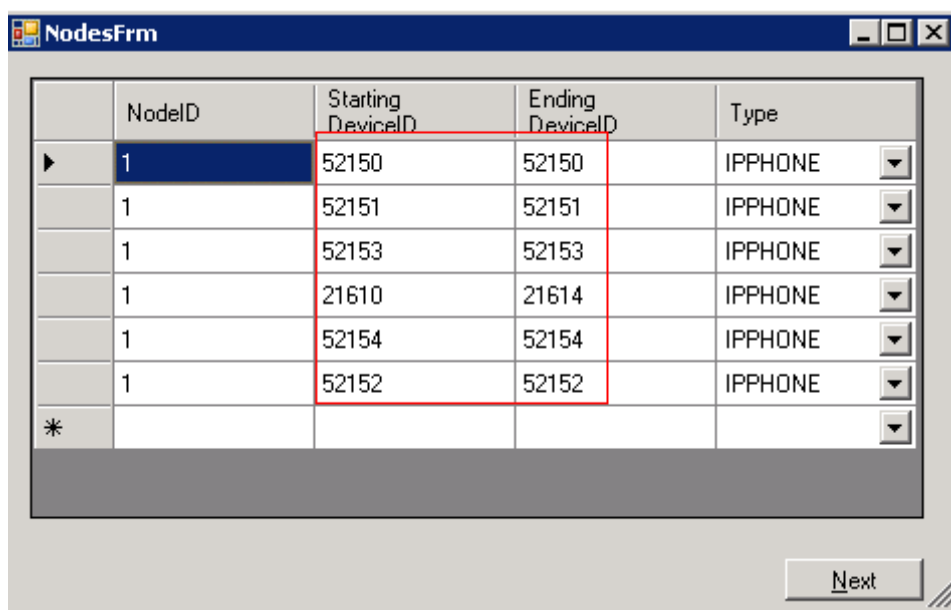 NodesFrm
NodeID Starting DeviceID Ending DeviceID Type
1 52150 52150 IPPHONE
1 52151 52151 IPPHONE
1 52153 52153 IPPHONE
1 21610 21614 IPPHONE
1 52154 52154 IPPHONE
1 52152 52152 IPPHONE
Next